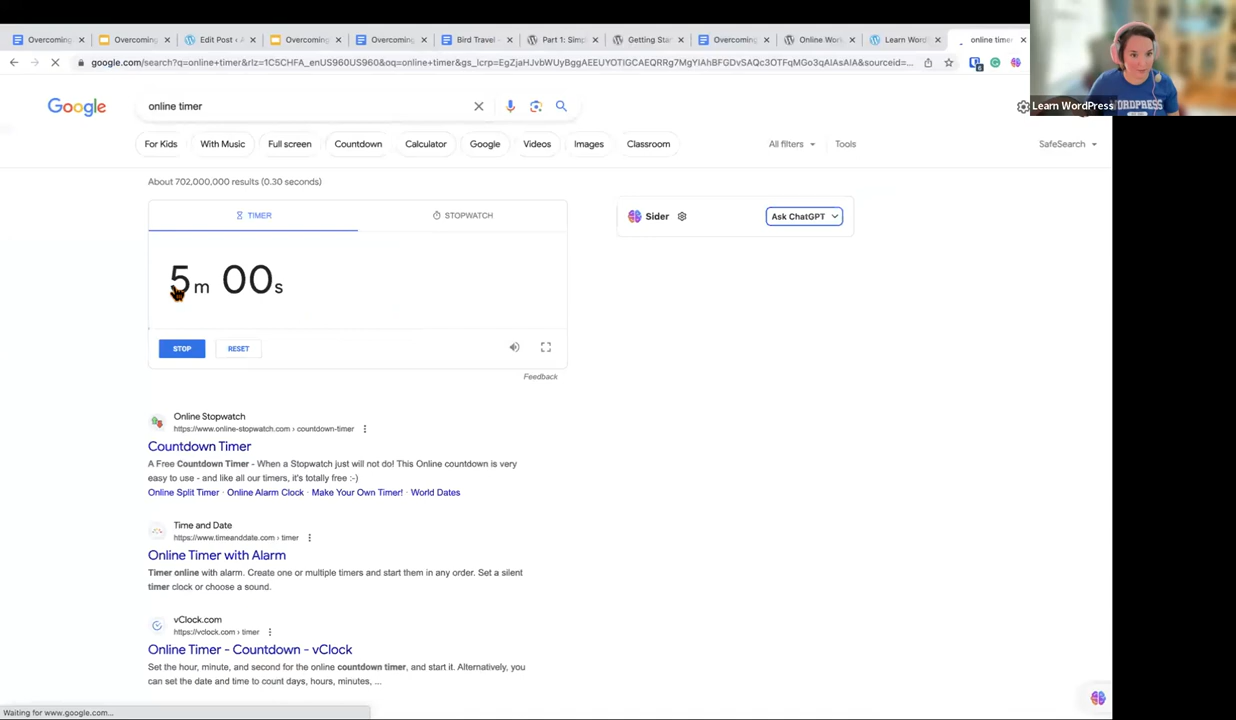 Overcoming
Overcoming
Edit Post ‹
Overcoming
Overcoming
Bird Travel
Part 1: Sim
Getting Sta
Overcoming
Online Wor
Learn Word
online timer
google.com/search?q=online+timer&rlz=1C5CHFA_enUS960US960&oq=online+timer&gs_lcrp=EgZjaHJvbWUyBggAEEUYOTIGCAEQRRg7MgYIAhBFGDvSAQc3OTFqMGo3qAIAsAIA&sourceid=...
Google
online timer
Learn WordPress
WORDPRESS
For Kids
With Music
Full screen
Countdown
Calculator
Google
Videos
Images
Classroom
All filters
Tools
SafeSearch
About 702,000,000 results (0.30 seconds)
TIMER
STOPWATCH
5m 00s
STOP
RESET
Feedback
Sider
Ask ChatGPT
Online Stopwatch
https://www.online-stopwatch.com › countdown-timer
Countdown Timer
A Free Countdown Timer - When a Stopwatch just will not do! This Online countdown is very
easy to use - and like all our timers, it's totally free :-)
Online Split Timer · Online Alarm Clock · Make Your Own Timer! · World Dates
Time and Date
https://www.timeanddate.com › timer
Online Timer with Alarm
Timer online with alarm. Create one or multiple timers and start them in any order. Set a silent
timer clock or choose a sound.
vClock.com
https://vclock.com › timer
Online Timer - Countdown - vClock
Set the hour, minute, and second for the online countdown timer, and start it. Alternatively, you
can set the date and time to count days, hours, minutes, ...
Waiting for www.google.com...